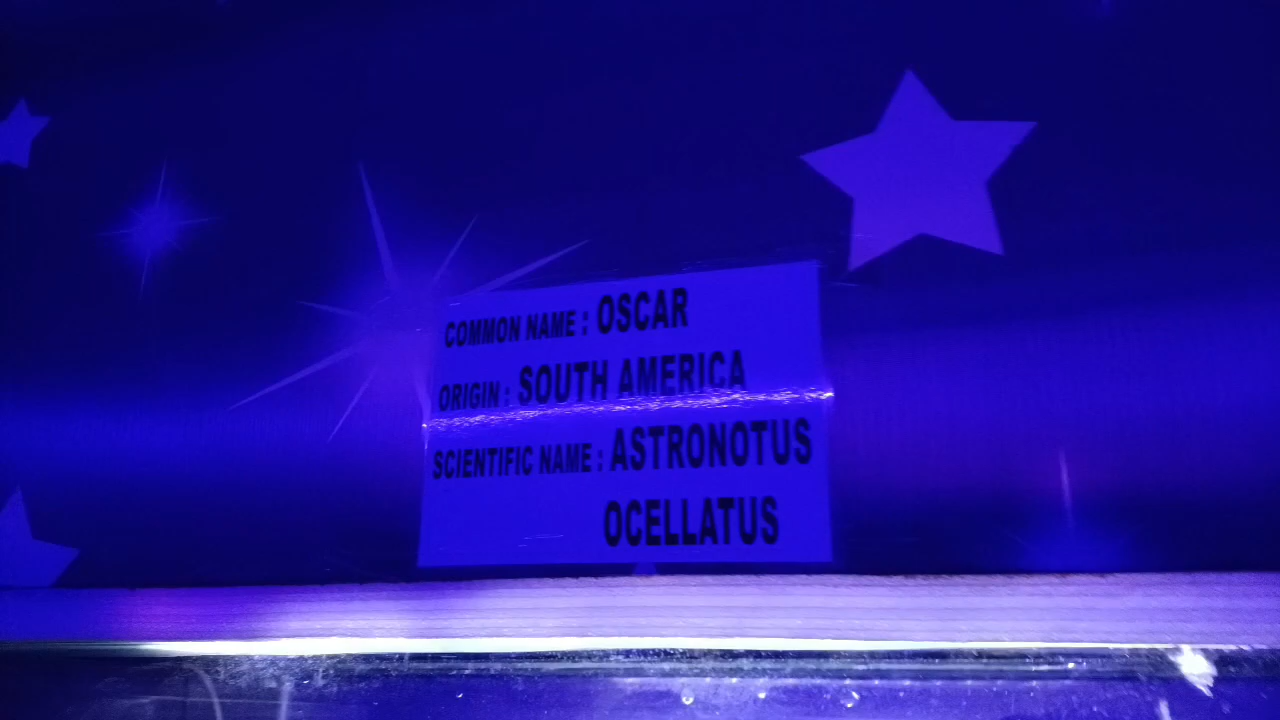 COMMON NAME : OSCAR
ORIGIN : SOUTH AMERICA
SCIENTIFIC NAME : ASTRONOTUS
OCELLATUS